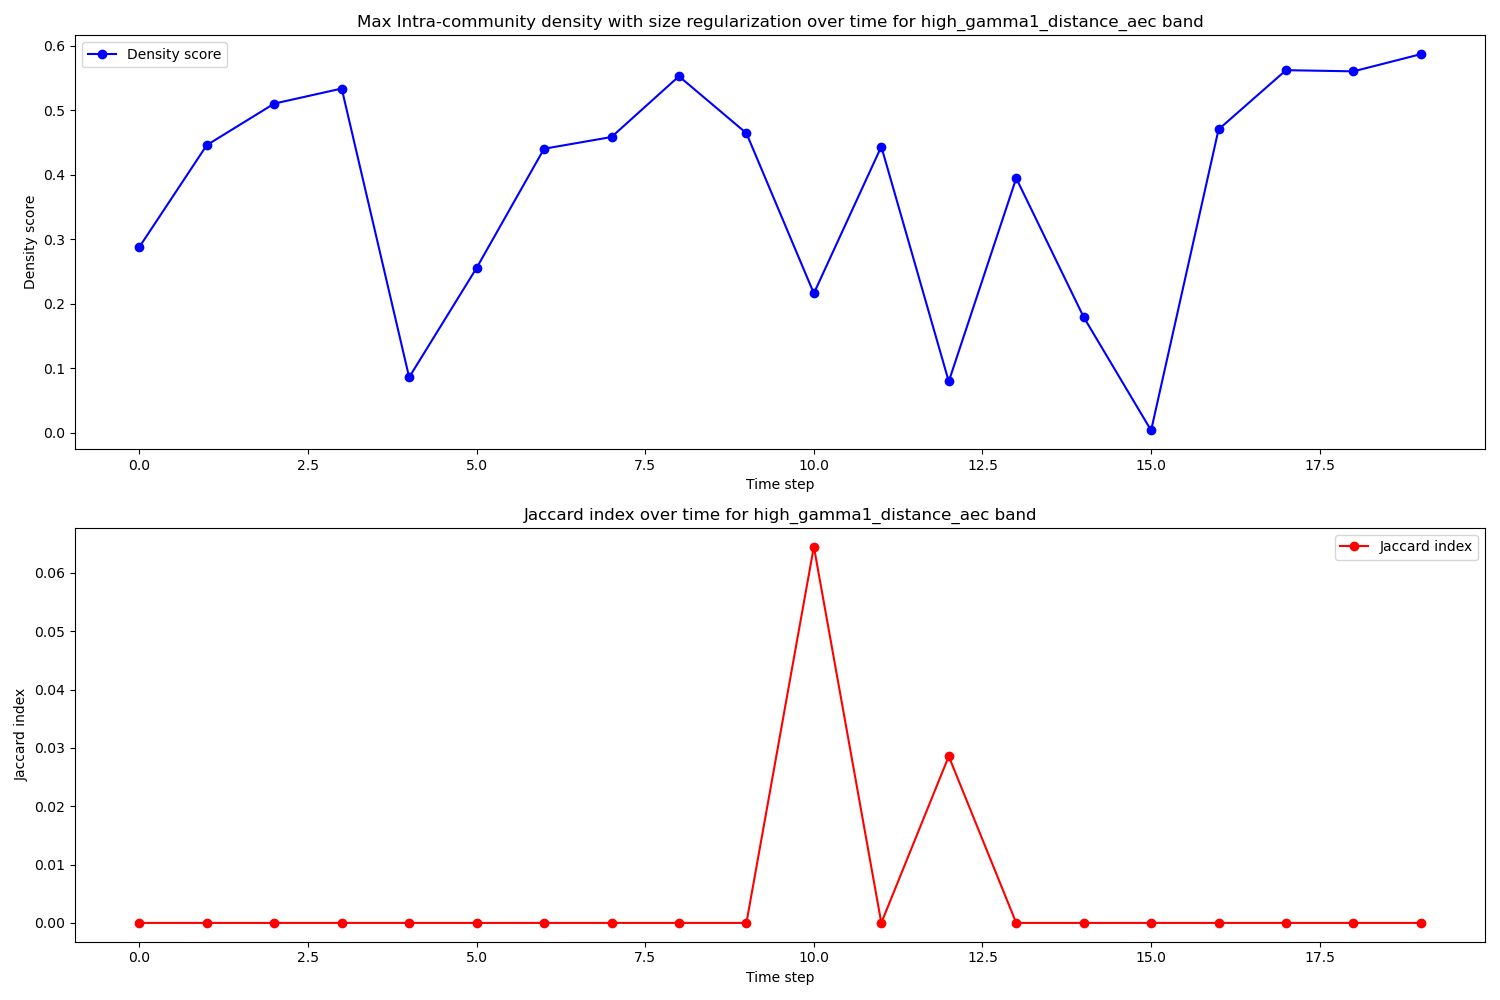 Max Intra-community density with size regularization over time for high_gamma1_distance_aec band
Density score
0.6
0.5
0.4
0.3
0.2
0.1
0.0
Density score
0.0 2.5 5.0 7.5 10.0 12.5 15.0 17.5
Time step
Jaccard index over time for high_gamma1_distance_aec band
Jaccard index
0.06
0.05
0.04
0.03
0.02
0.01
0.00
Jaccard index
0.0 2.5 5.0 7.5 10.0 12.5 15.0 17.5
Time step